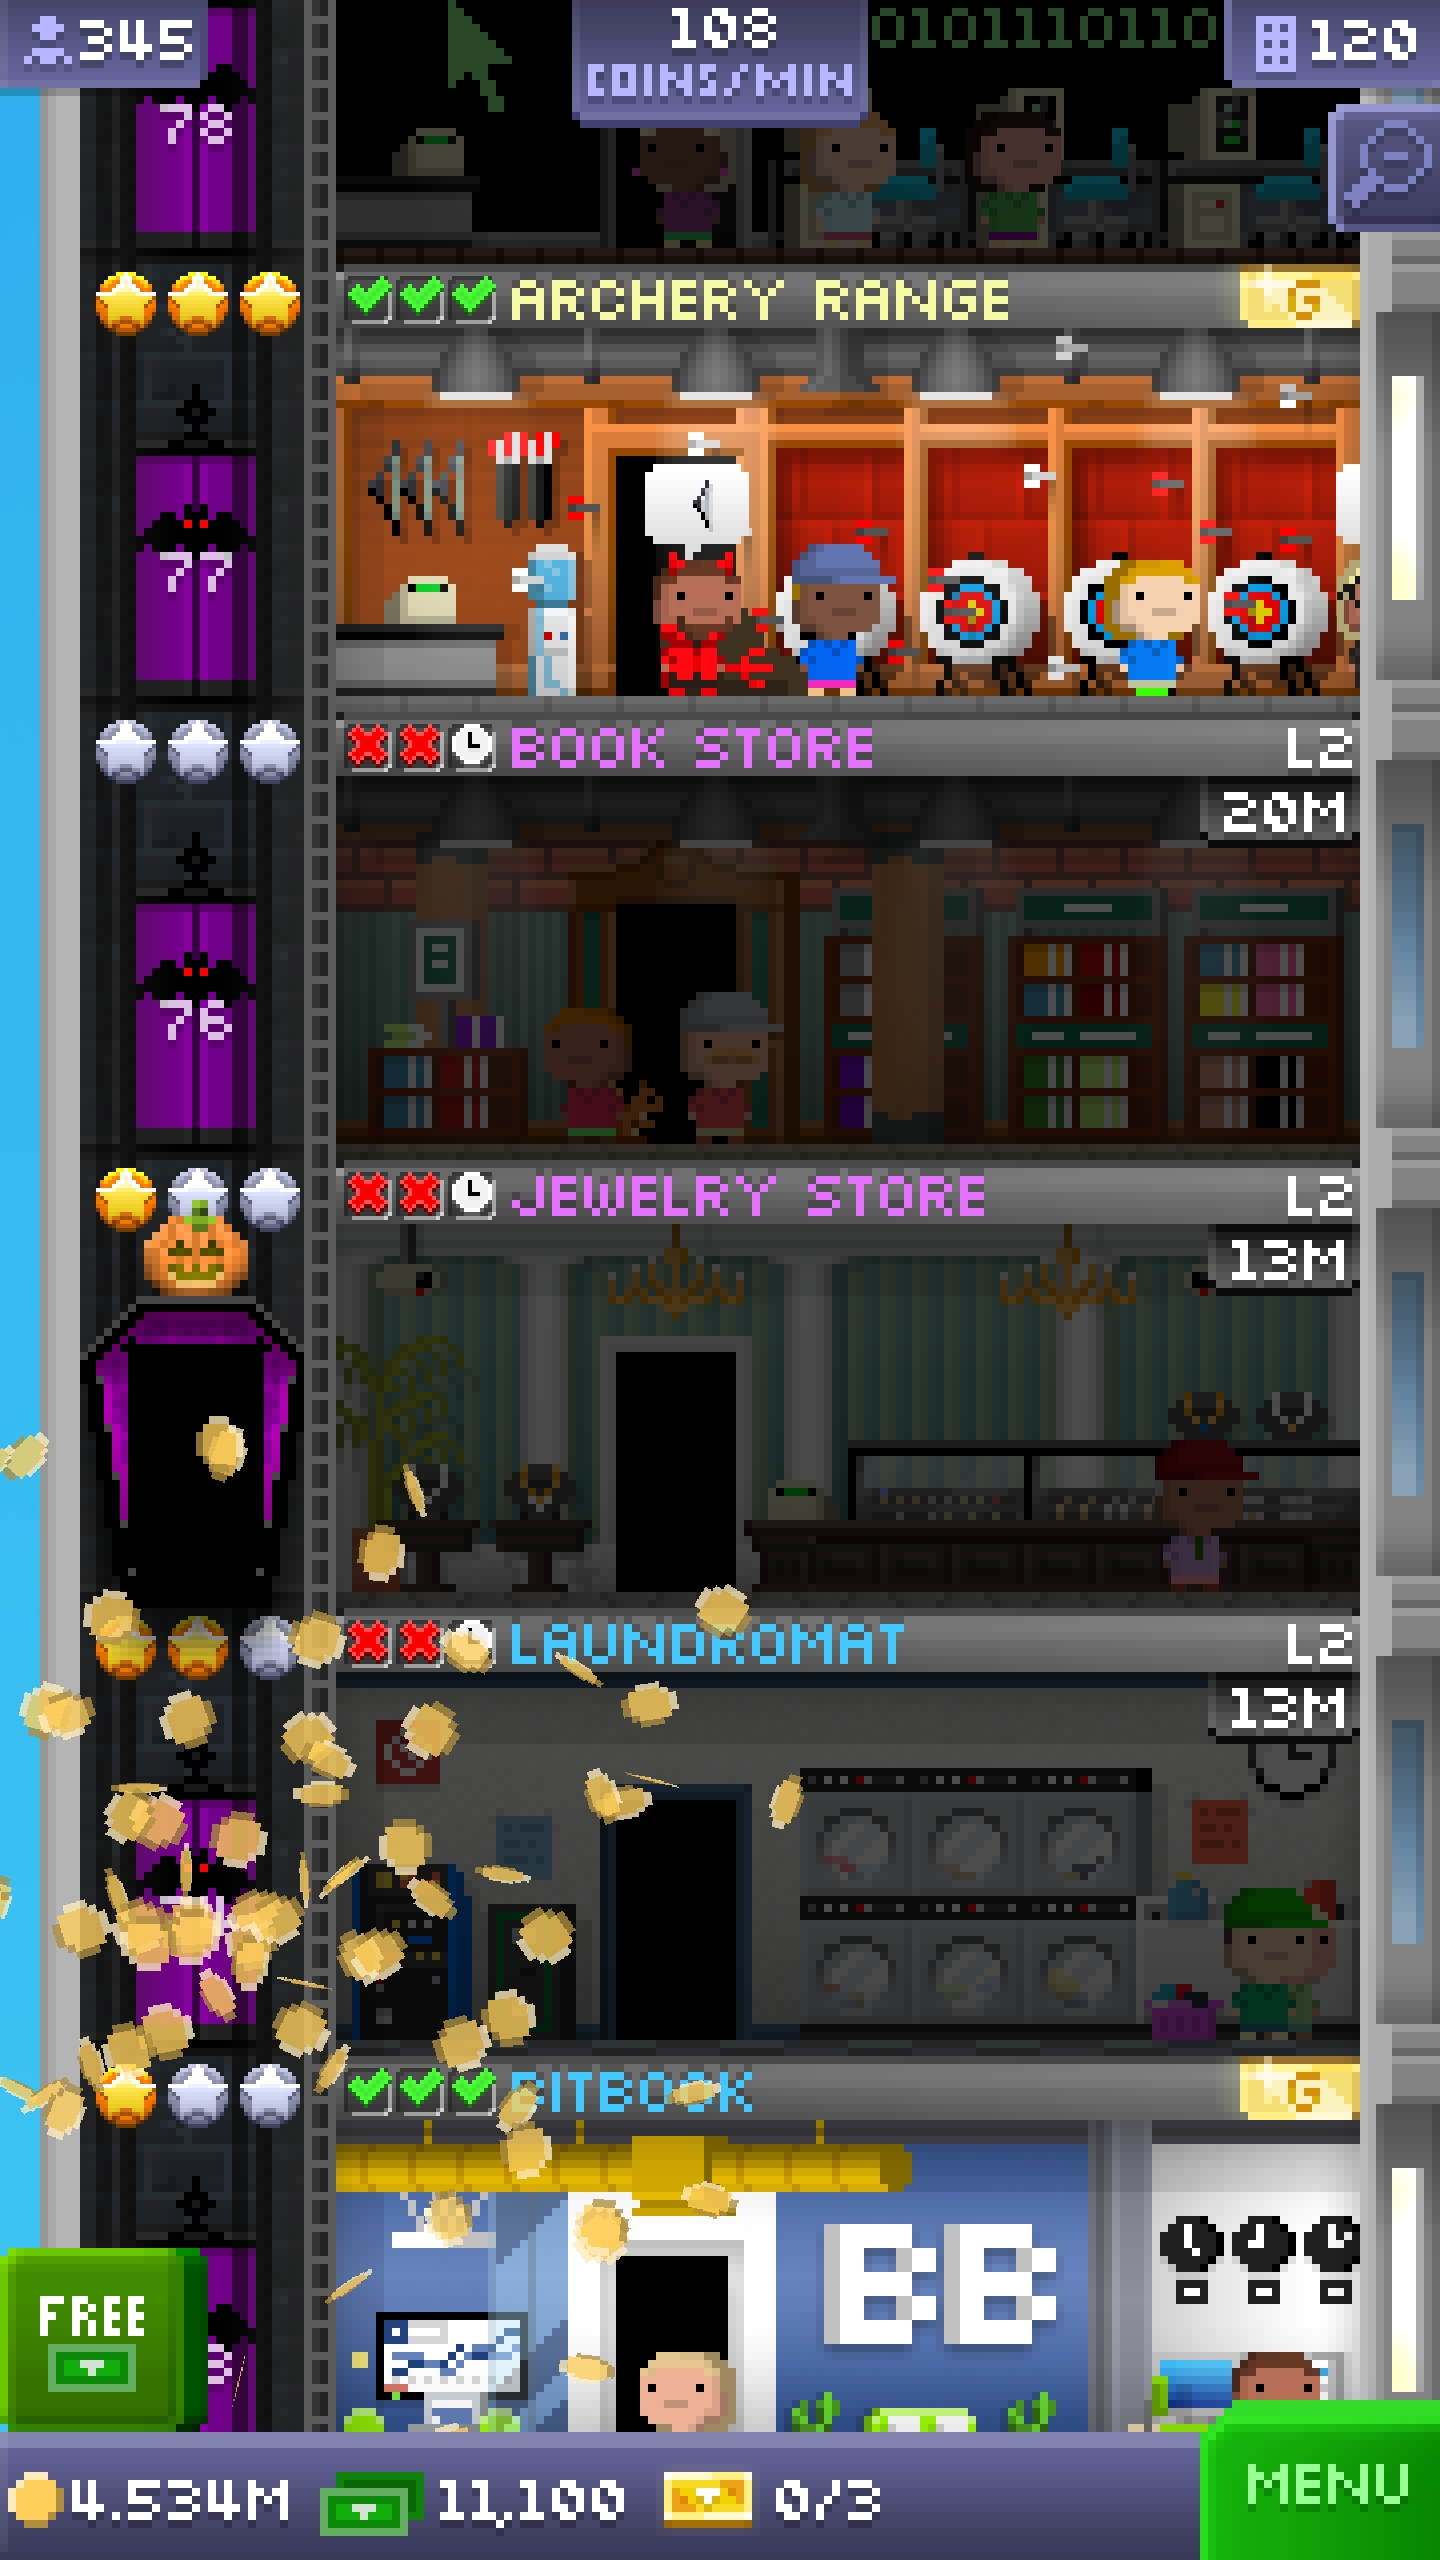 345
108
COINS/MIN
0101110110
120
78
ARCHERY RANGE
G
77
BOOK STORE
L2
20M
76
JEWELRY STORE
L2
13M
LAUNDROMAT
L2
13M
BITBOOK
G
BB
FREE
4.534M
11,100
0/3
MENU